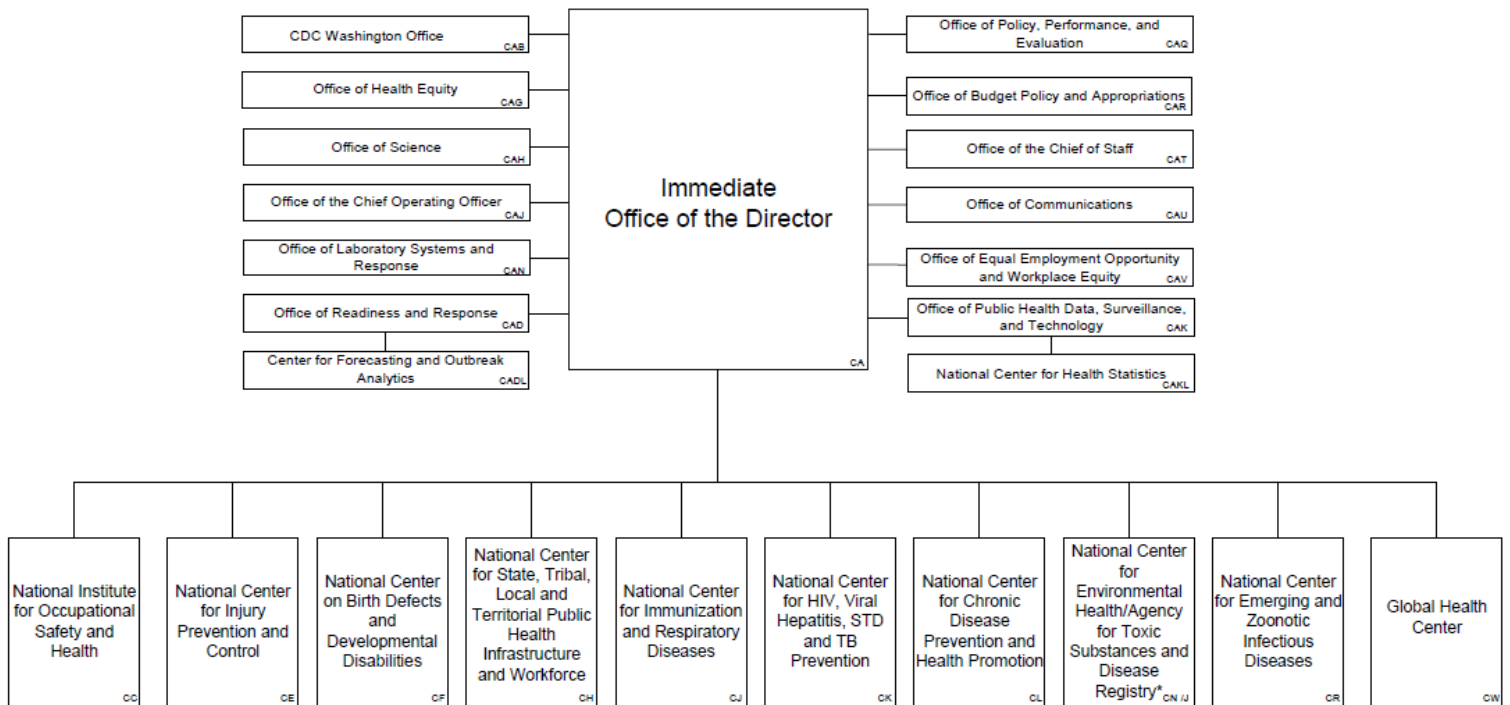 CDC Washington Office
CAB
Office of Health Equity
CAG
Office of Science
CAH
Office of the Chief Operating Officer
CAJ
Office of Laboratory Systems and
Response
CAN
Office of Readiness and Response
CAD
Center for Forecasting and Outbreak
Analytics
CADL
Immediate
Office of the Director
CA
Office of Policy, Performance, and
Evaluation
CAQ
Office of Budget Policy and Appropriations
CAR
Office of the Chief of Staff
CAT
Office of Communications
CAU
Office of Equal Employment Opportunity
and Workplace Equity
CAV
Office of Public Health Data, Surveillance,
and Technology
CAK
National Center for Health Statistics
CAKL
National Institute
for Occupational
Safety and
Health
CC
National Center
for Injury
Prevention and
Control
CE
National Center
on Birth Defects
and
Developmental
Disabilities
CF
National Center
for State, Tribal,
Local and
Territorial Public
Health
Infrastructure
and Workforce
CH
National Center
for Immunization
and Respiratory
Diseases
CJ
National Center
for HIV, Viral
Hepatitis, STD
and TB
Prevention
CK
National Center
for Chronic
Disease
Prevention and
Health Promotion
CL
National Center
for
Environmental
Health/Agency
for Toxic
Substances and
Disease
Registry* CN /J
National Center
for Emerging and
Zoonotic
Infectious
Diseases
CR
Global Health
Center
CW